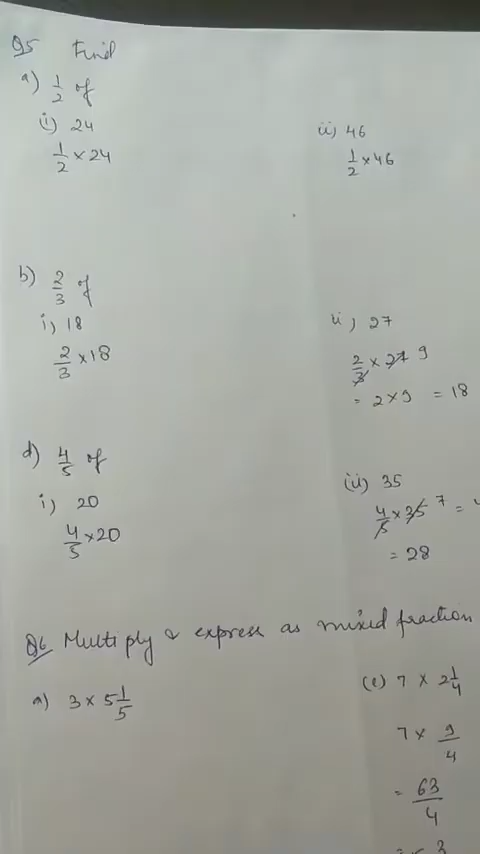 Q5 Find
a) 1/2 of
(i) 24
1/2 × 24
ii) 46
1/2 × 46
b) 2/3 of
i) 18
2/3 × 18
ii) 27
2/3 × 27 9
= 2×9 = 18
d) 4/5 of
i) 20
4/5 × 20
(ii) 35
4/5 × 35 7 =
= 28
Q6 Multiply & express as mixed fraction
a) 3 × 5 1/5
(e) 7 × 2 1/4
7 × 9/4
= 63/4